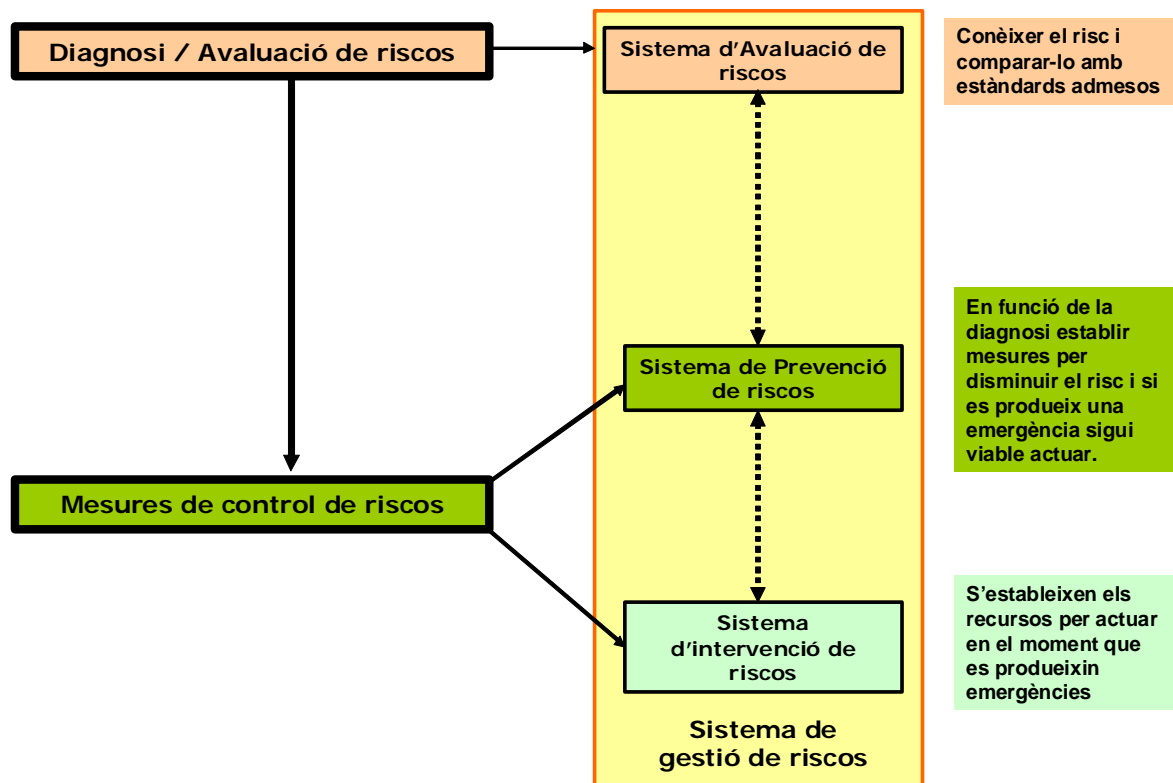 Diagnosi / Avaluació de riscos
Sistema d’Avaluació de
riscos
Conèixer el risc i
comparar-lo amb
estàndards admesos
Sistema de Prevenció
de riscos
En funció de la
diagnosi establir
mesures per
disminuir el risc i si
es produeix una
emergència sigui
viable actuar.
Mesures de control de riscos
Sistema
d’intervenció de
riscos
S’estableixen els
recursos per actuar
en el moment que
es produeixin
emergències
Sistema de
gestió de riscos